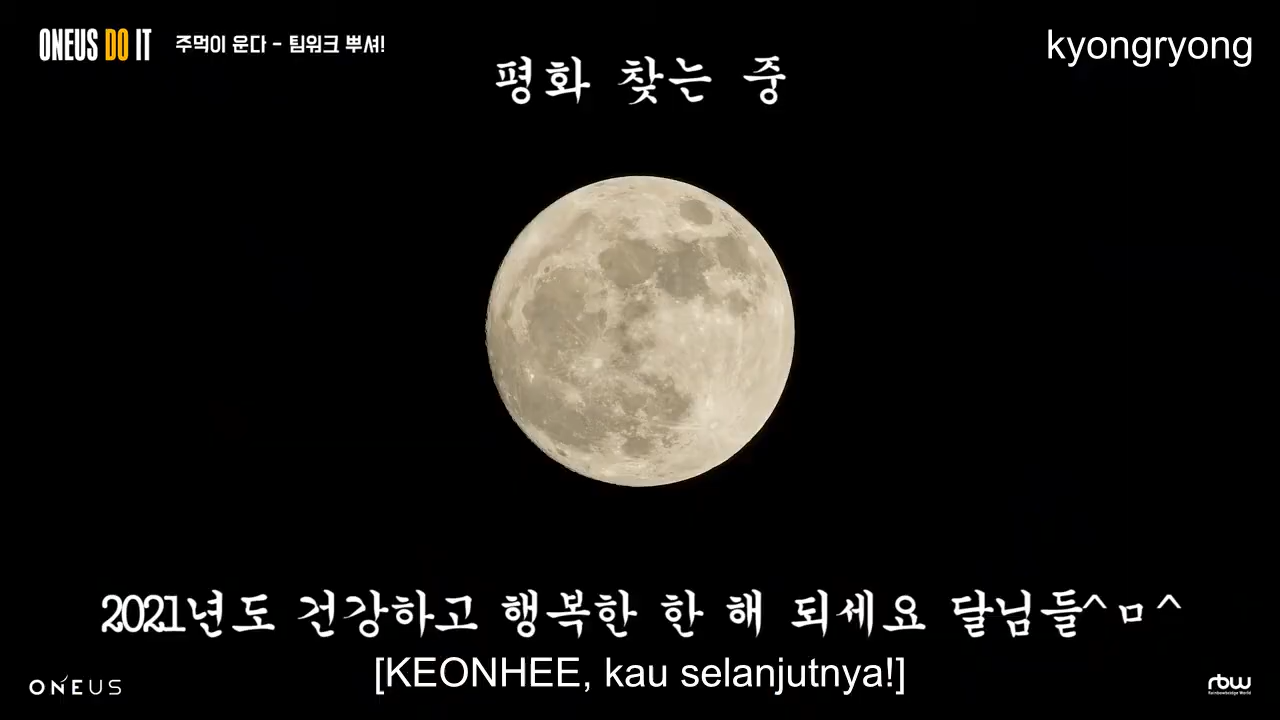 ONEUS DO IT 주먹이 운다 - 팀워크 뿌셔!
kyongryong
평화 찾는 중
2021년도 건강하고 행복한 한 해 되세요 달님들^ㅁ^
[KEONHEE, kau selanjutnya!]
ONEUS
rbw
Rainbowbridge World